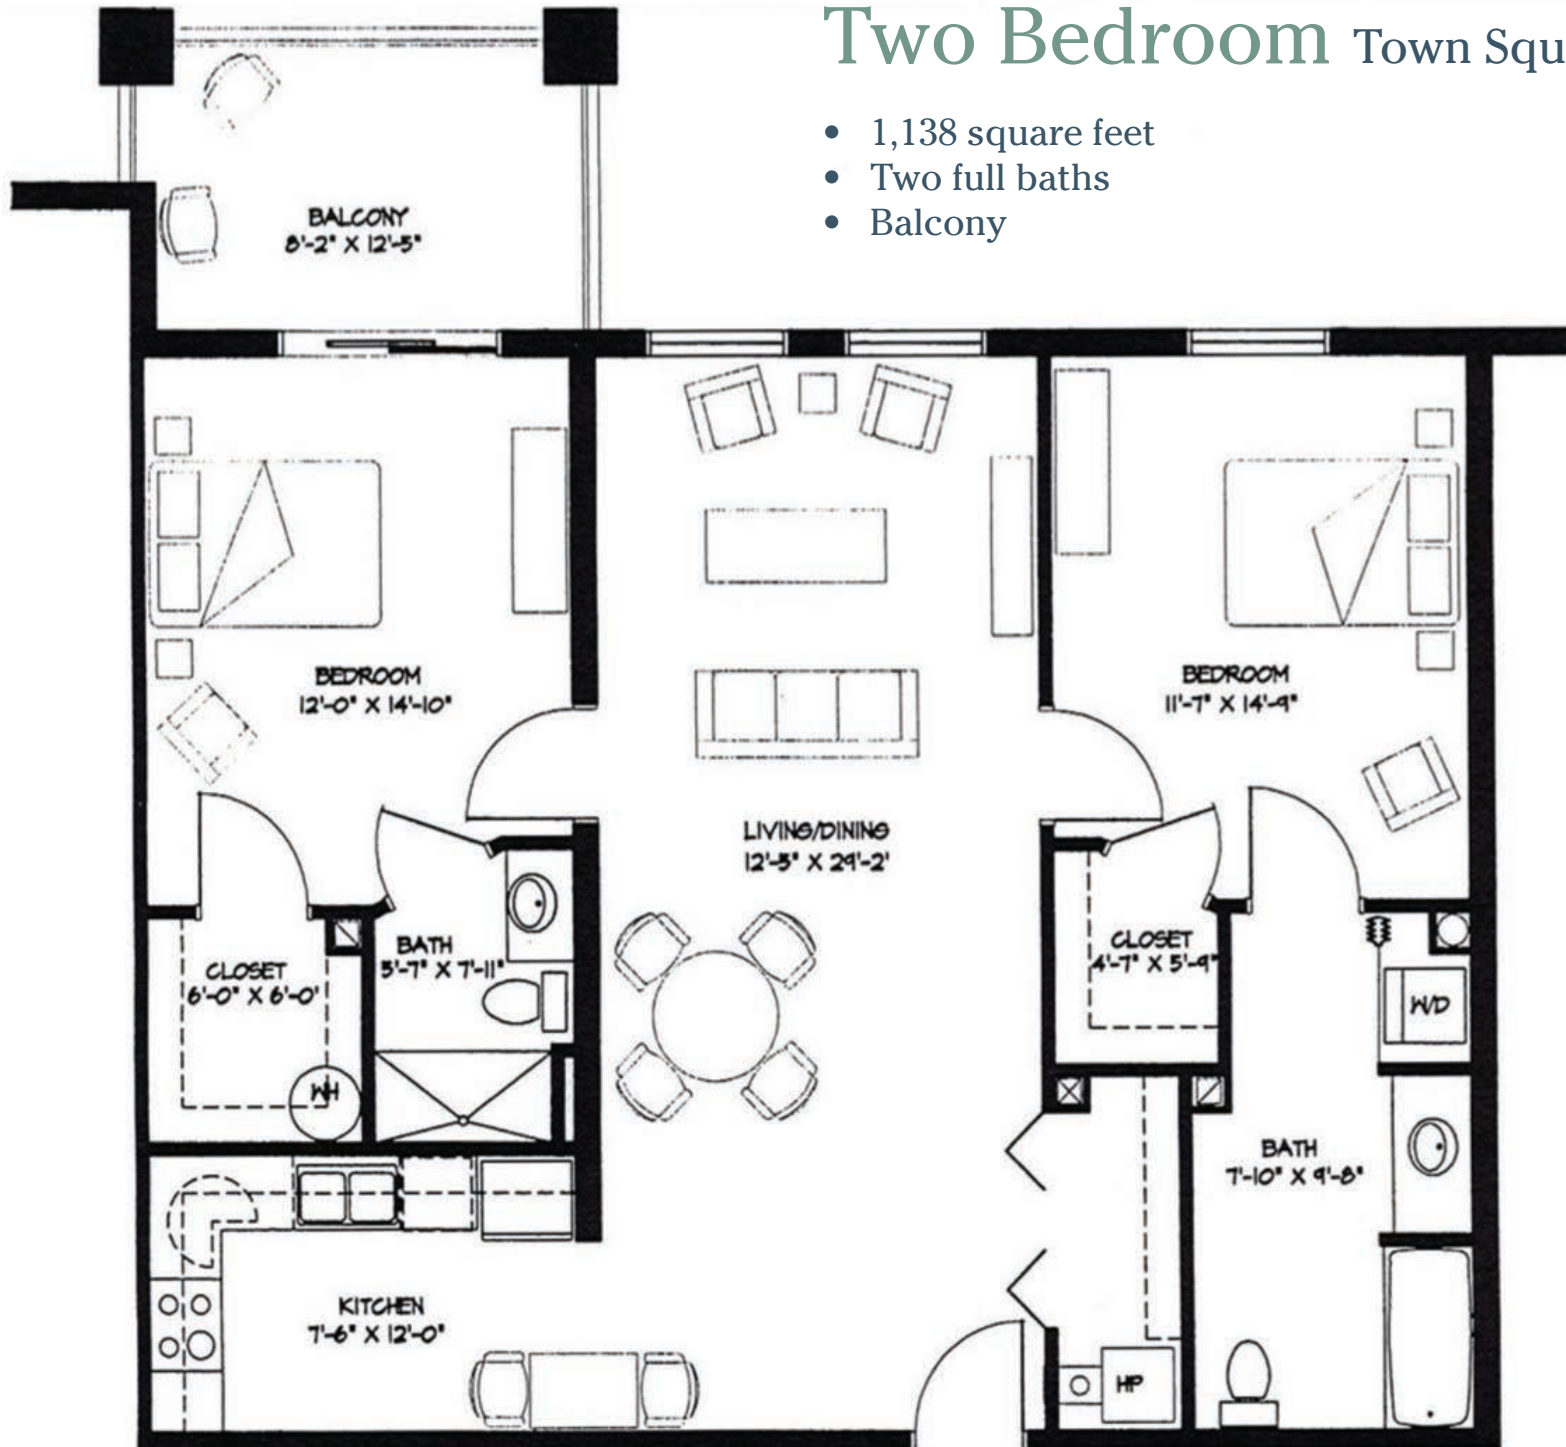 Two Bedroom Town Squ
• 1,138 square feet
• Two full baths
• Balcony
BALCONY
8'-2" X 12'-5"
BEDROOM
12'-0" X 14'-10"
BEDROOM
11'-7" X 14'-9"
LIVING/DINING
12'-5" X 29'-2'
BATH
5'-7" X 7'-11"
CLOSET
6'-0" X 6'-0'
CLOSET
4'-7" X 5'-9"
W/D
WH
BATH
7'-10" X 9'-8"
KITCHEN
7'-6" X 12'-0"
HP